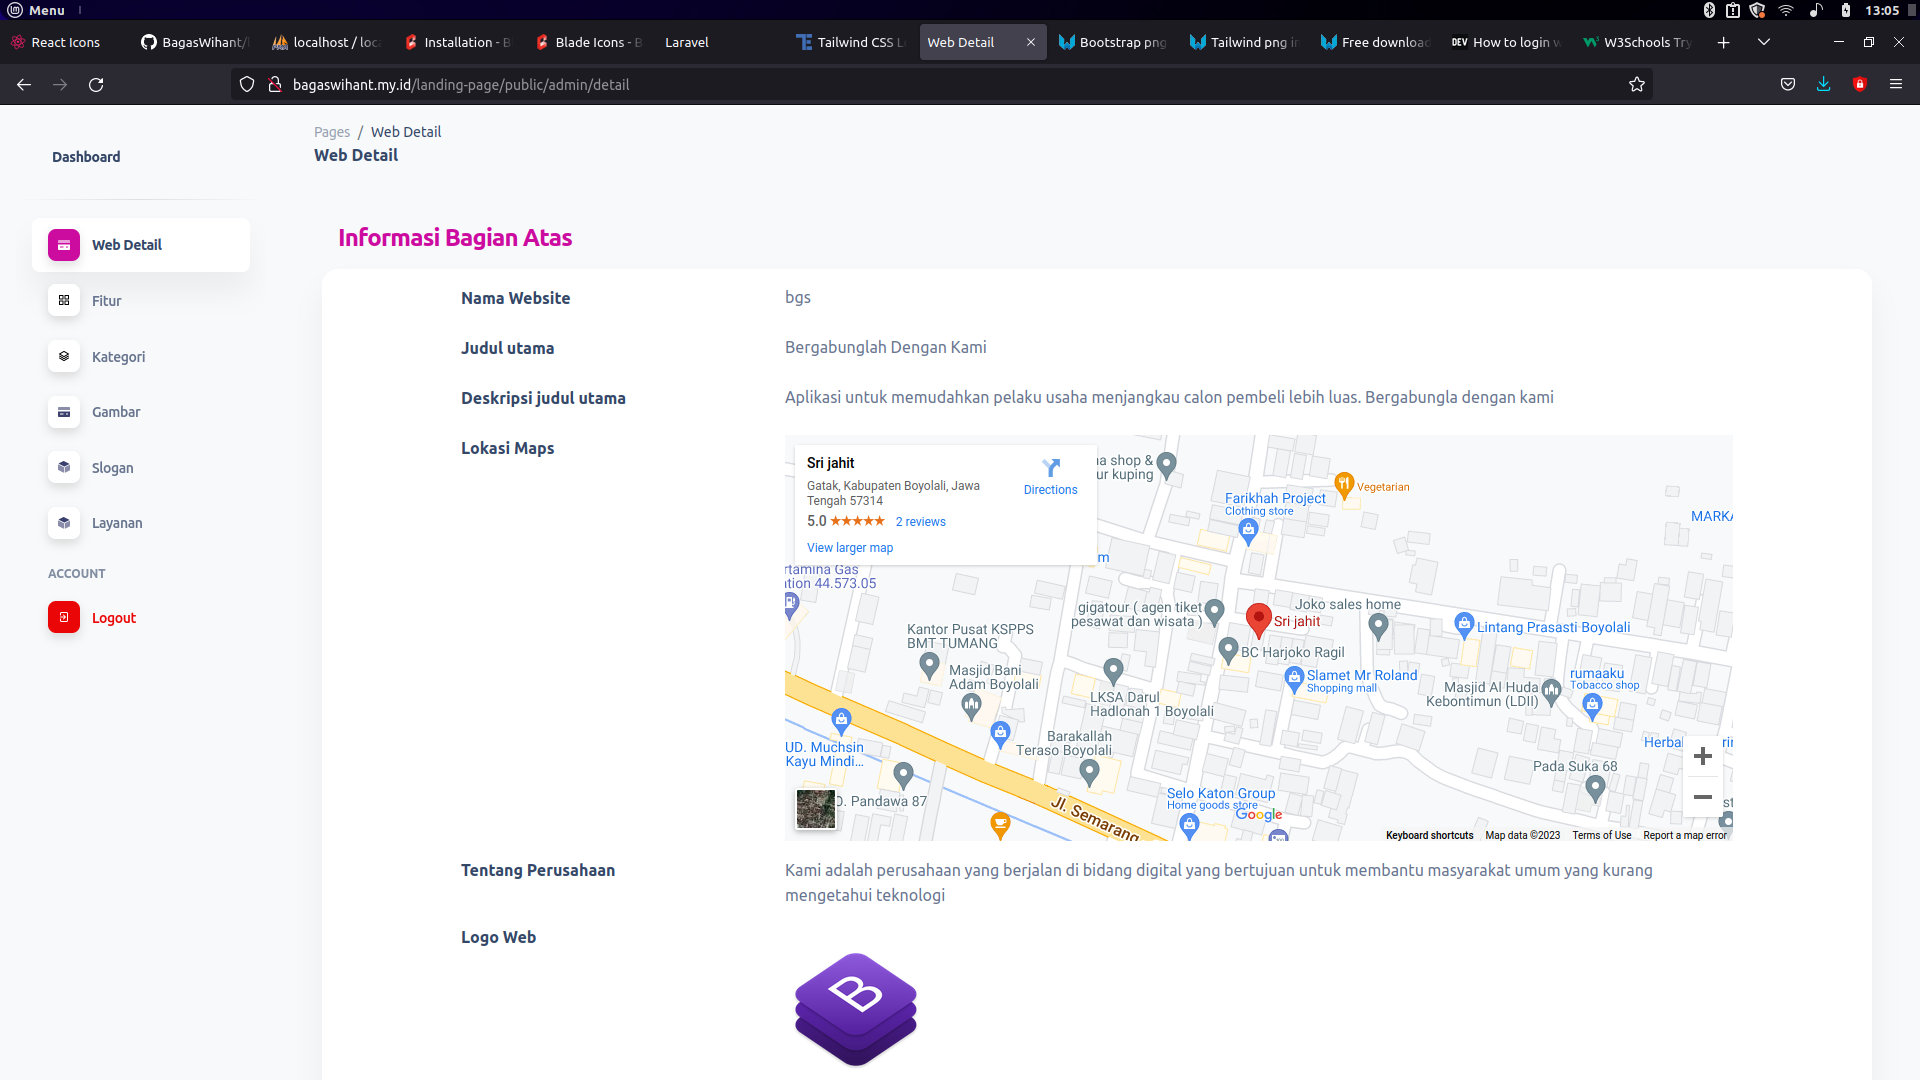 Menu
13:05
React Icons
BagasWihant/l
localhost / loca
Installation - B
Blade Icons - B
Laravel
Tailwind CSS L
Web Detail
Bootstrap png
Tailwind png i
Free download
DEV How to login w
W3Schools Try
bagaswihant.my.id/landing-page/public/admin/detail
Dashboard
Web Detail
Fitur
Kategori
Gambar
Slogan
Layanan
ACCOUNT
Logout
Pages / Web Detail
Web Detail
Informasi Bagian Atas
Nama Website
bgs
Judul utama
Bergabunglah Dengan Kami
Deskripsi judul utama
Aplikasi untuk memudahkan pelaku usaha menjangkau calon pembeli lebih luas. Bergabungla dengan kami
Lokasi Maps
Sri jahit
Gatak, Kabupaten Boyolali, Jawa
Tengah 57314
5.0
2 reviews
View larger map
Directions
na shop &
ur kuping
Farikhah Project
Clothing store
Vegetarian
MARKA
m
rtamina Gas
tion 44.573.05
gigatour ( agen tiket
pesawat dan wisata )
Sri jahit
Joko sales home
Lintang Prasasti Boyolali
Kantor Pusat KSPPS
BMT TUMANG
BC Harjoko Ragil
Masjid Bani
Adam Boyolali
Slamet Mr Roland
Shopping mall
rumaaku
Tobacco shop
Masjid Al Huda
Kebontimun (LDII)
LKSA Darul
Hadlonah 1 Boyolali
UD. Muchsin
Kayu Mindi...
Barakallah
Teraso Boyolali
Herbal
rin
Pada Suka 68
O. Pandawa 87
Jl. Semarang
Selo Katon Group
Home goods store
Google
st
Keyboard shortcuts
Map data ©2023
Terms of Use
Report a map error
Tentang Perusahaan
Kami adalah perusahaan yang berjalan di bidang digital yang bertujuan untuk membantu masyarakat umum yang kurang
mengetahui teknologi
Logo Web
B